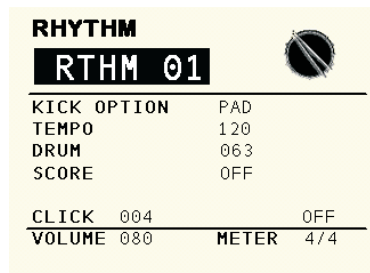 RHYTHM
RTHM 01
KICK OPTION PAD
TEMPO 120
DRUM 063
SCORE OFF
CLICK 004 OFF
VOLUME 080 METER 4/4